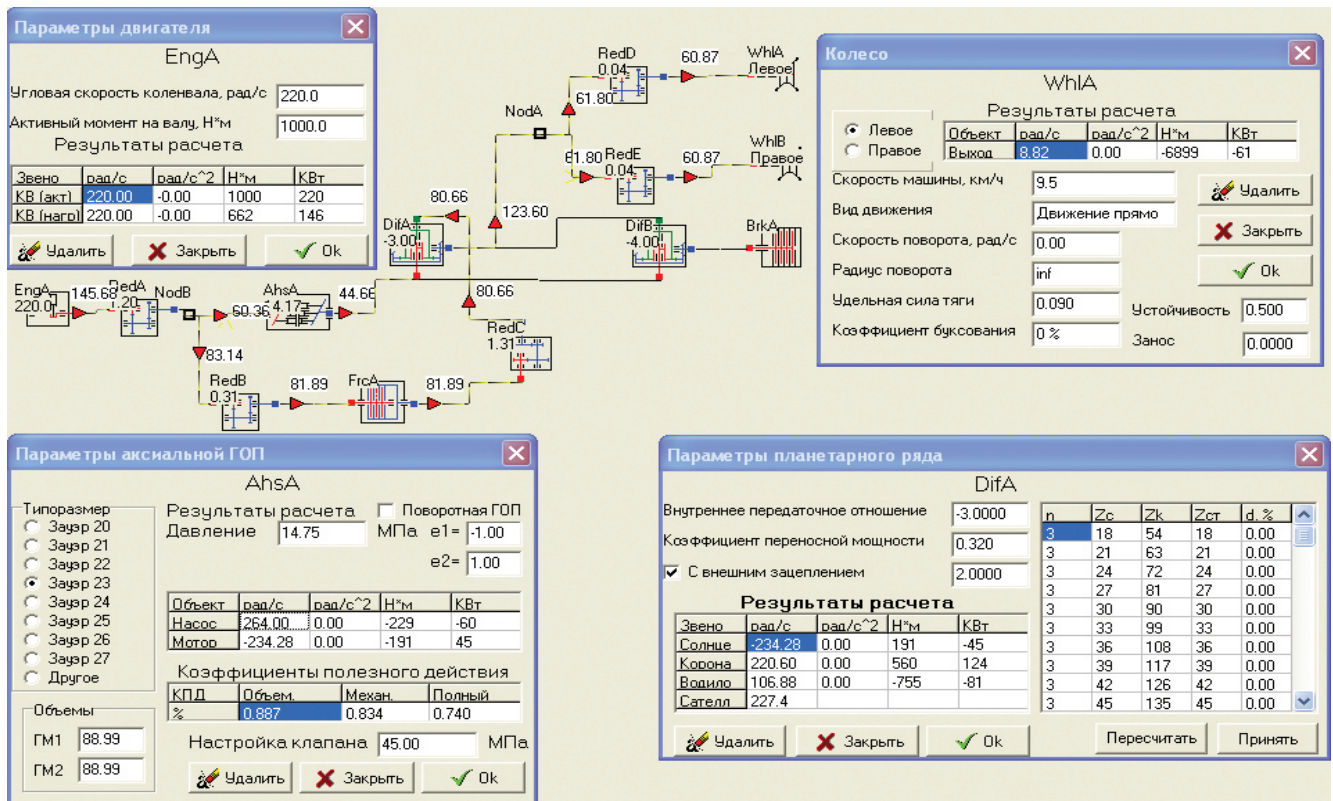 Параметры двигателя
EngA
Угловая скорость коленвала, рад/с 220.0
Активный момент на валу, Н*м 1000.0
Результаты расчета
Звено рад/с рад/с^2 Н*м КВт
КВ (акт) 220.00 -0.00 1000 220
КВ (нагр) 220.00 -0.00 662 146
Удалить Закрыть Ok
RedD
0.04
60.87
WhlA
Левое
61.80
NodA
61.80
RedE
0.04
60.87
WhlB
Правое
80.66
123.60
DifA
-3.00
DifB
-4.00
BrkA
EngA
220.0
145.68
RedA
1.20
NodB
60.36
AhsA
4.17
44.66
80.66
RedC
1.31
83.14
RedB
0.31
81.89
FrcA
81.89
Колесо
WhlA
Результаты расчета
Левое
Правое
Объект рад/с рад/с^2 Н*м КВт
Выход 8.82 0.00 -6899 -61
Скорость машины, км/ч 9.5
Удалить
Вид движения Движение прямо
Закрыть
Скорость поворота, рад/с 0.00
Радиус поворота inf
Ok
Удельная сила тяги 0.090
Устойчивость 0.500
Коэффициент буксования 0 %
Занос 0.0000
Параметры аксиальной ГОП
AhsA
Типоразмер
Зауэр 20
Зауэр 21
Зауэр 22
Зауэр 23
Зауэр 24
Зауэр 25
Зауэр 26
Зауэр 27
Другое
Объемы
ГМ1 88.99
ГМ2 88.99
Результаты расчета
Поворотная ГОП
Давление 14.75 МПа e1= -1.00
e2= 1.00
Объект рад/с рад/с^2 Н*м КВт
Насос 264.00 0.00 -229 -60
Мотор -234.28 0.00 -191 45
Коэффициенты полезного действия
КПД Объем. Механ. Полный
% 0.887 0.834 0.740
Настройка клапана 45.00 МПа
Удалить Закрыть Ok
Параметры планетарного ряда
DifA
Внутреннее передаточное отношение -3.0000
Коэффициент переносной мощности 0.320
С внешним зацеплением 2.0000
Результаты расчета
Звено рад/с рад/с^2 Н*м КВт
Солнце -234.28 0.00 191 -45
Корона 220.60 0.00 560 124
Водило 106.88 0.00 -755 -81
Сателл 227.4
Удалить Закрыть Ok
n Zc Zk Zст d. %
3 18 54 18 0.00
3 21 63 21 0.00
3 24 72 24 0.00
3 27 81 27 0.00
3 30 90 30 0.00
3 33 99 33 0.00
3 36 108 36 0.00
3 39 117 39 0.00
3 42 126 42 0.00
3 45 135 45 0.00
Пересчитать Принять